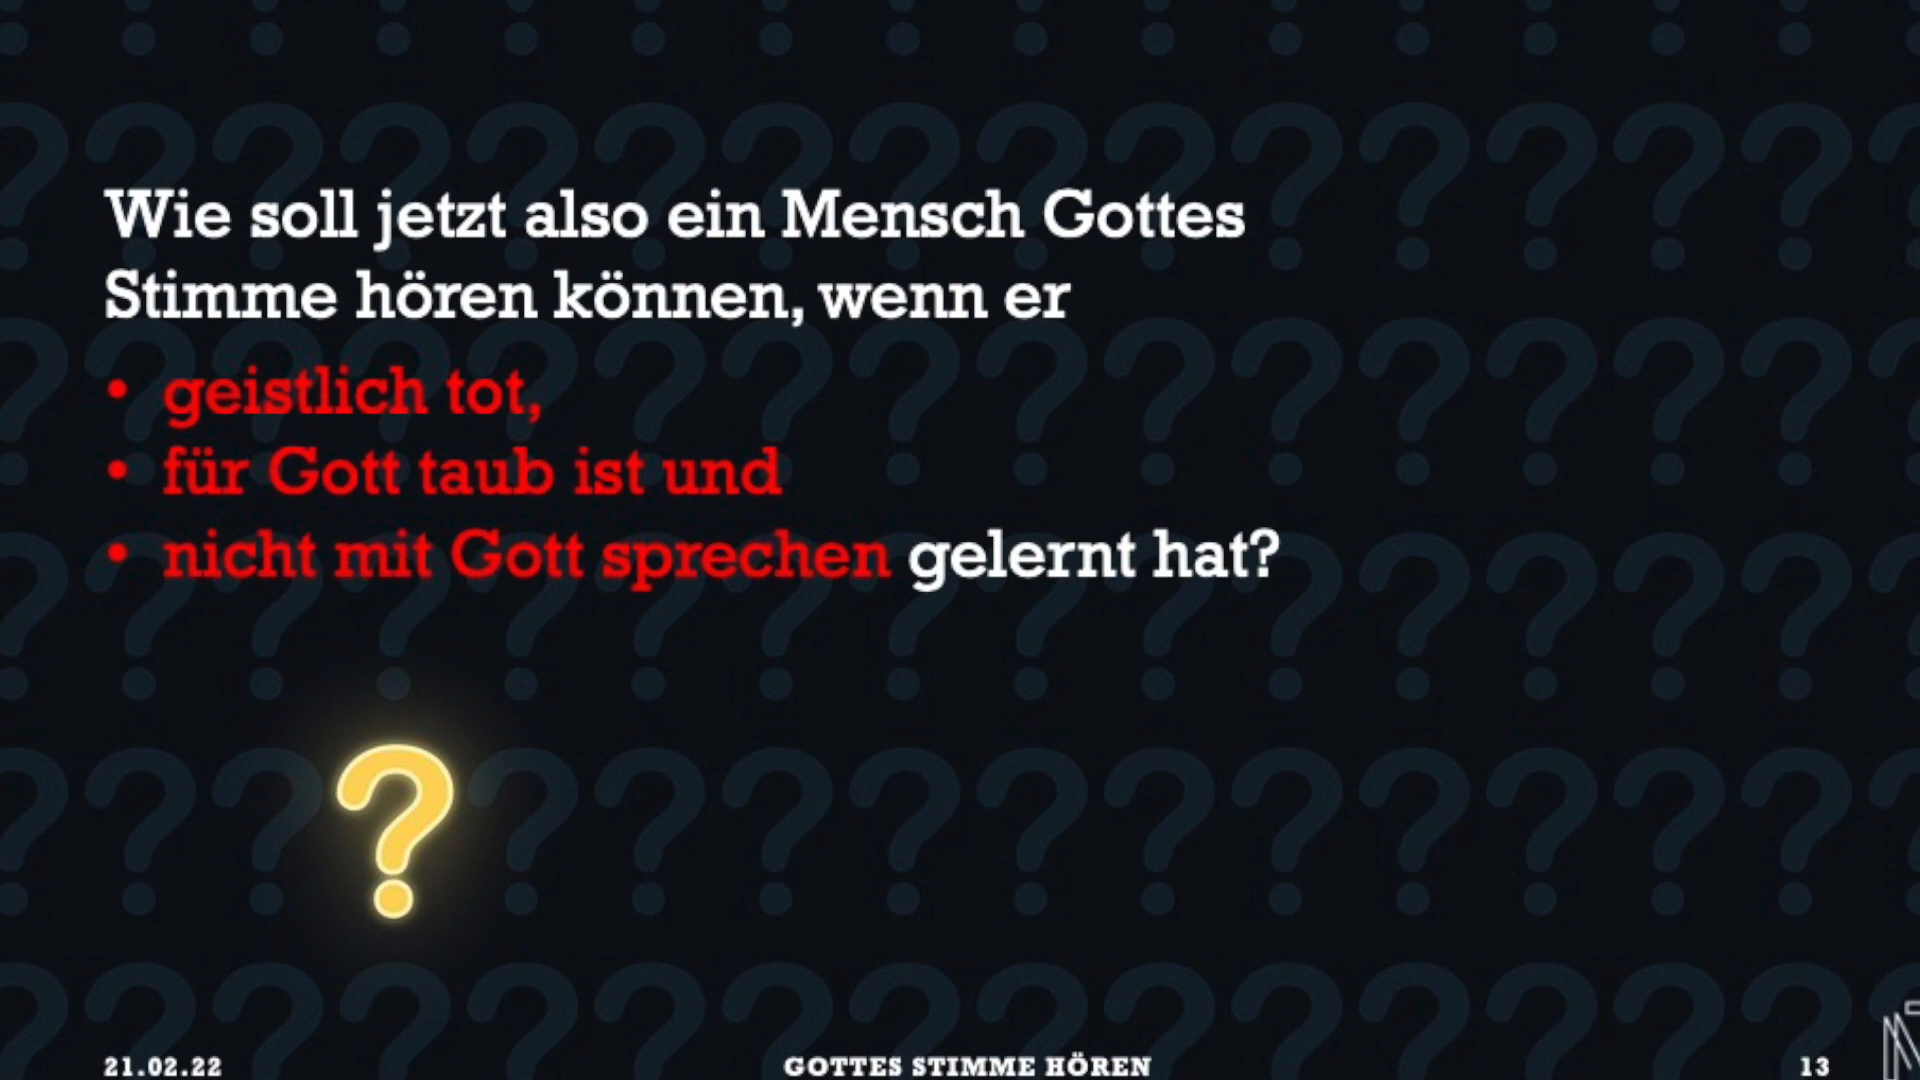 Wie soll jetzt also ein Mensch Gottes
Stimme hören können, wenn er
• geistlich tot,
• für Gott taub ist und
• nicht mit Gott sprechen gelernt hat?
?
21.02.22 GOTTES STIMME HÖREN 13